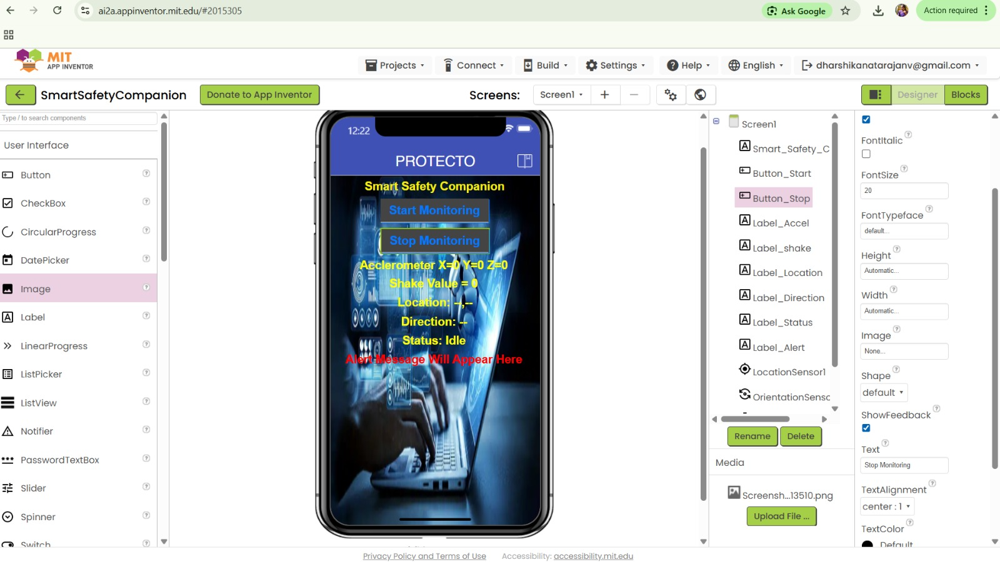 ai2a.appinventor.mit.edu/#2015305
Ask Google
Action required
MIT
APP INVENTOR
Projects
Connect
Build
Settings
Help
English
dharshikanatarajanv@gmail.com
SmartSafetyCompanion
Donate to App Inventor
Screens:
Screen1
Designer
Blocks
Type / to search components
User Interface
Button
CheckBox
CircularProgress
DatePicker
Image
Label
LinearProgress
ListPicker
ListView
Notifier
PasswordTextBox
Slider
Spinner
Switch
12:22
PROTECTO
Smart Safety Companion
Start Monitoring
Stop Monitoring
Acclerometer X=0 Y=0 Z=0
Shake Value = 0
Location: --,--
Direction: --
Status: Idle
Alert Message Will Appear Here
Screen1
Smart_Safety_C
Button_Start
Button_Stop
Label_Accel
Label_shake
Label_Location
Label_Direction
Label_Status
Label_Alert
LocationSensor1
OrientationSenso
Rename
Delete
Media
Screensh...13510.png
Upload File ...
FontItalic
FontSize
20
FontTypeface
default...
Height
Automatic...
Width
Automatic...
Image
None...
Shape
default
ShowFeedback
Text
Stop Monitoring
TextAlignment
center : 1
TextColor
Default
Privacy Policy and Terms of Use
Accessibility: accessibility.mit.edu